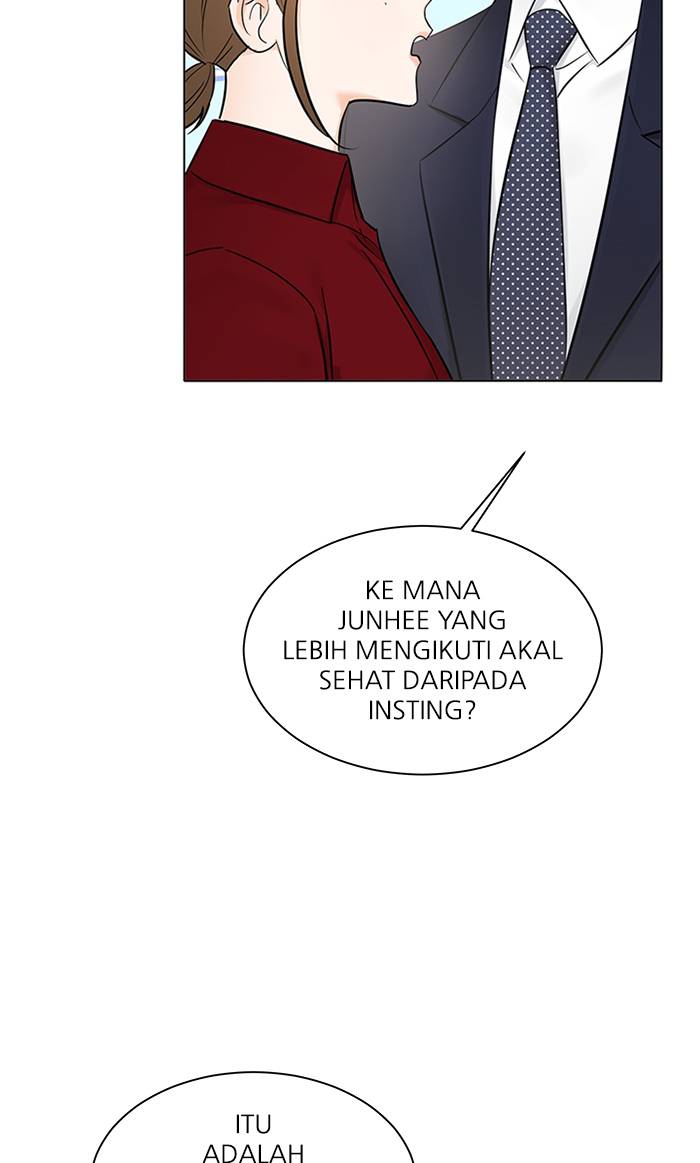 KE MANA
JUNHEE YANG
LEBIH MENGIKUTI AKAL
SEHAT DARIPADA
INSTING?
ITU
ADALAH